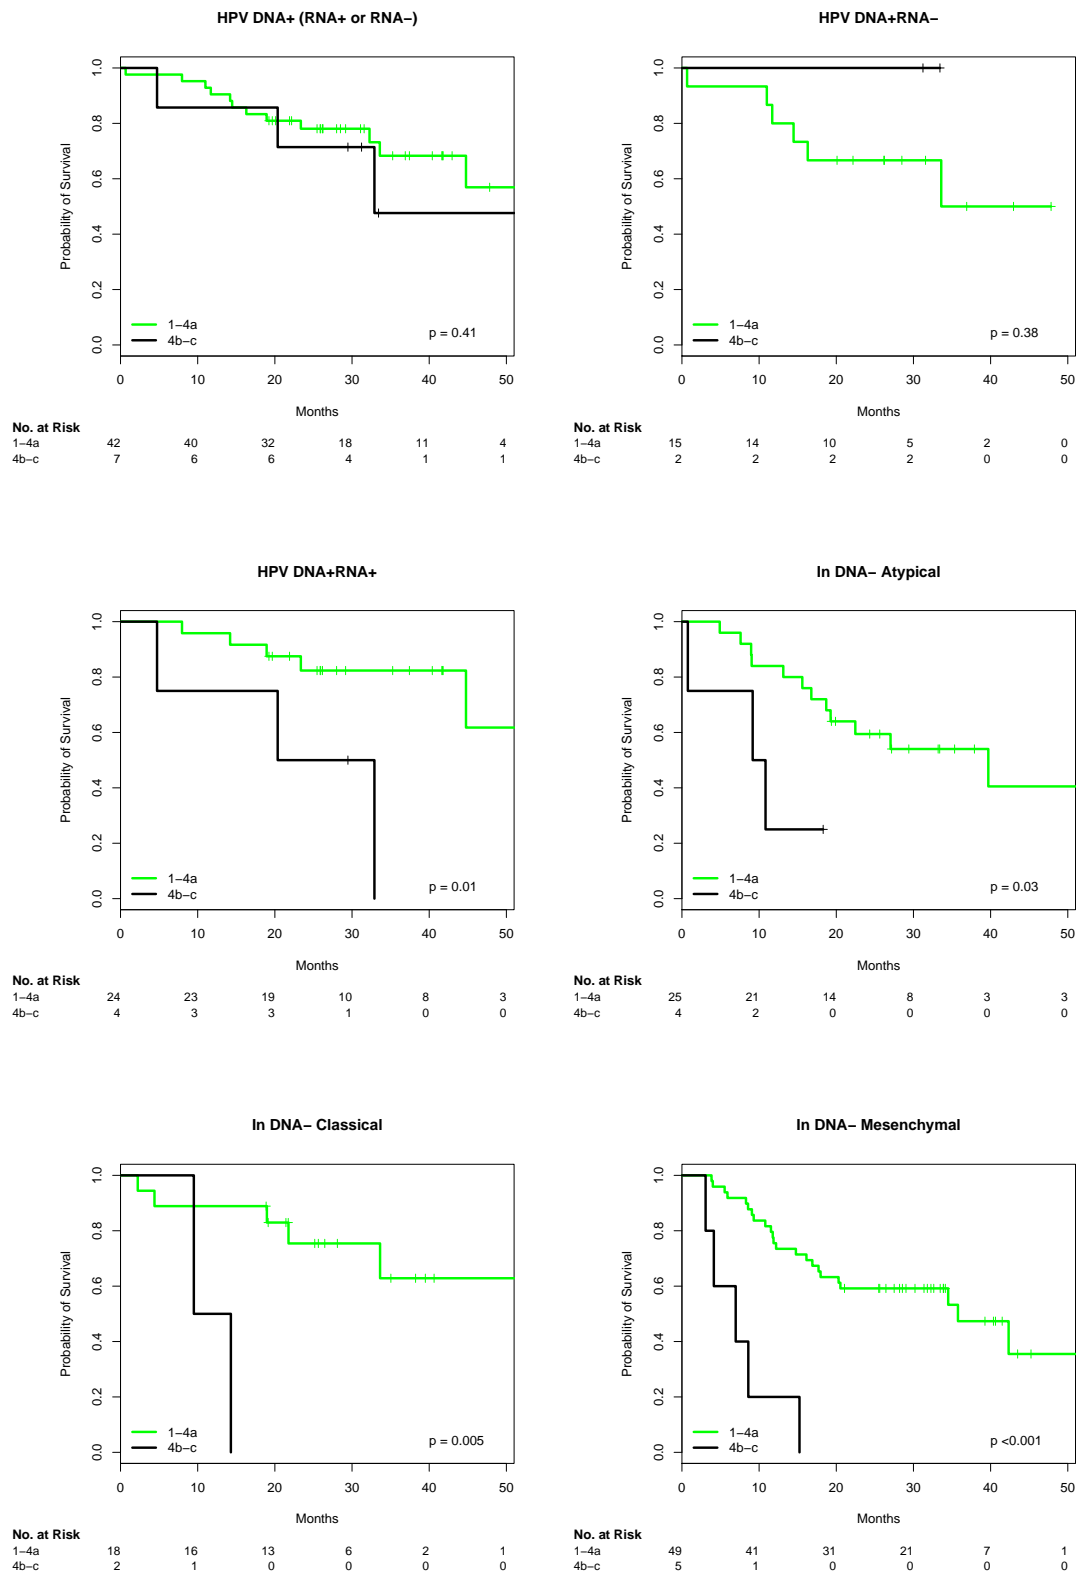 HPV DNA+ (RNA+ or RNA−)
Probability of Survival
1.0
0.8
0.6
0.4
0.2
0.0
1−4a
4b−c
p = 0.41
0 10 20 30 40 50
Months
No. at Risk
1−4a 42 40 32 18 11 4
4b−c 7 6 6 4 1 1
HPV DNA+RNA−
Probability of Survival
1.0
0.8
0.6
0.4
0.2
0.0
1−4a
4b−c
p = 0.38
0 10 20 30 40 50
Months
No. at Risk
1−4a 15 14 10 5 2 0
4b−c 2 2 2 2 0 0
HPV DNA+RNA+
Probability of Survival
1.0
0.8
0.6
0.4
0.2
0.0
1−4a
4b−c
p = 0.01
0 10 20 30 40 50
Months
No. at Risk
1−4a 24 23 19 10 8 3
4b−c 4 3 3 1 0 0
In DNA− Atypical
Probability of Survival
1.0
0.8
0.6
0.4
0.2
0.0
1−4a
4b−c
p = 0.03
0 10 20 30 40 50
Months
No. at Risk
1−4a 25 21 14 8 3 3
4b−c 4 2 0 0 0 0
In DNA− Classical
Probability of Survival
1.0
0.8
0.6
0.4
0.2
0.0
1−4a
4b−c
p = 0.005
0 10 20 30 40 50
Months
No. at Risk
1−4a 18 16 13 6 2 1
4b−c 2 1 0 0 0 0
In DNA− Mesenchymal
Probability of Survival
1.0
0.8
0.6
0.4
0.2
0.0
1−4a
4b−c
p <0.001
0 10 20 30 40 50
Months
No. at Risk
1−4a 49 41 31 21 7 1
4b−c 5 1 0 0 0 0